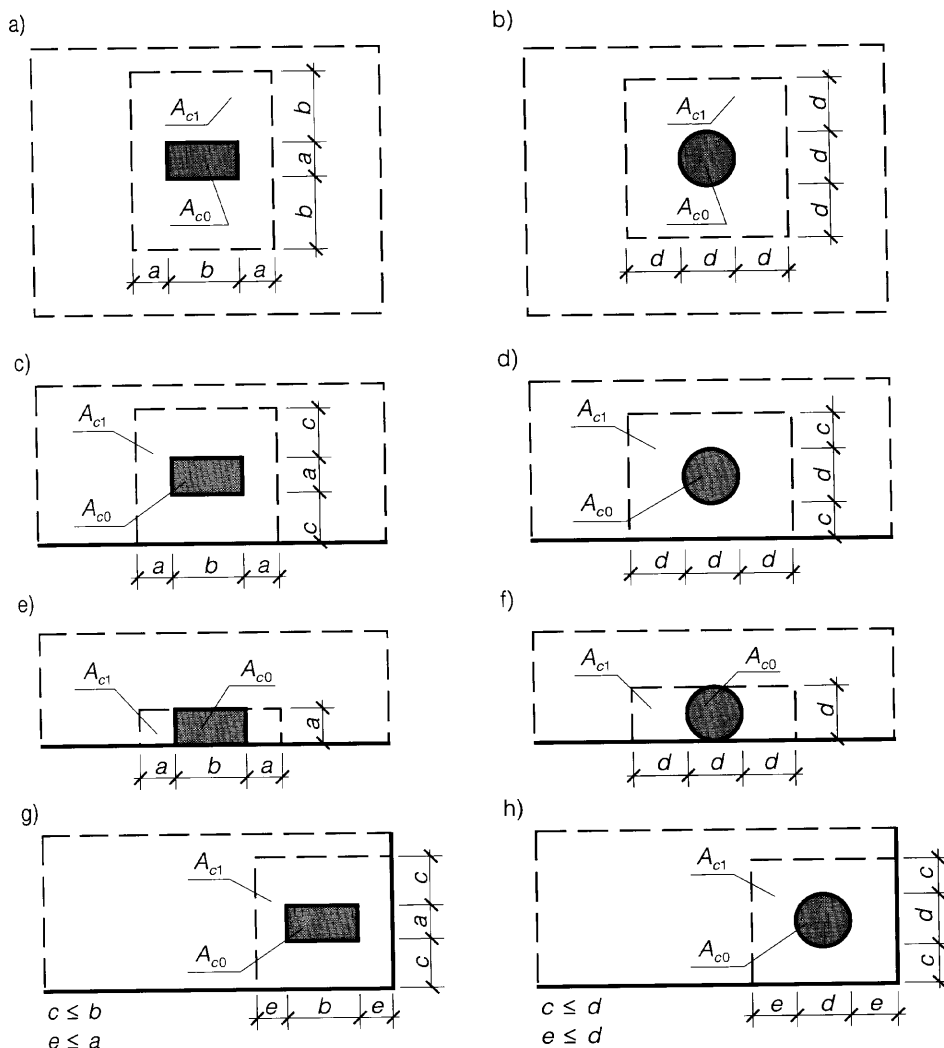 a)
A_c1
A_c0
b
a
b
a b a
b)
A_c1
A_c0
d
d
d
d d d
c)
A_c1
A_c0
c
a
c
a b a
d)
A_c1
A_c0
c
d
c
d d d
e)
A_c1
A_c0
a
a b a
f)
A_c1
A_c0
d
d d d
g)
A_c1
A_c0
c
a
c
e b e
c ≤ b
e ≤ a
h)
A_c1
A_c0
c
d
c
e d e
c ≤ d
e ≤ d